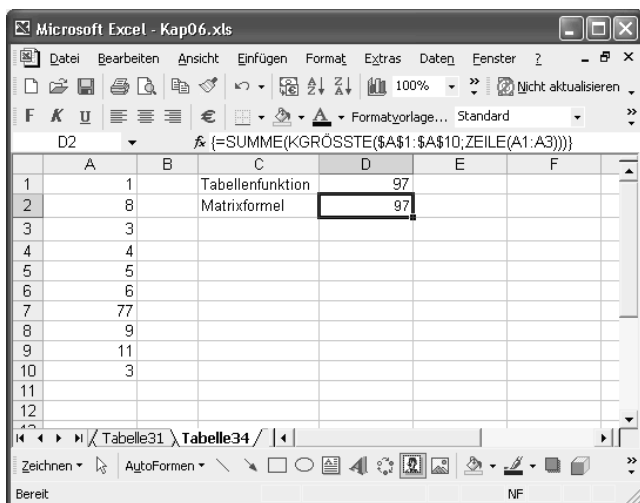 Microsoft Excel - Kap06.xls
Datei Bearbeiten Ansicht Einfügen Format Extras Daten Fenster ?
100% Nicht aktualisieren
F K U € A Formatvorlage... Standard
D2 fx {=SUMME(KGRÖSSTE($A$1:$A$10;ZEILE(A1:A3)))}
A B C D E F
1 1 Tabellenfunktion 97
2 8 Matrixformel 97
3 3
4 4
5 5
6 6
7 77
8 9
9 11
10 3
11
12
Tabelle31 Tabelle34
Zeichnen AutoFormen
Bereit NF